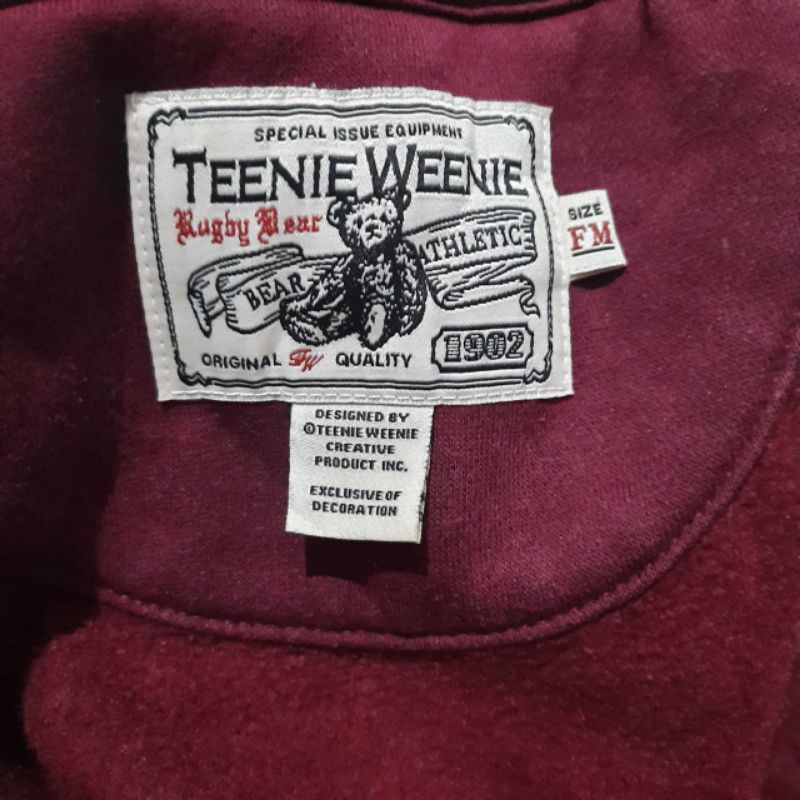 SPECIAL ISSUE EQUIPMENT
TEENIE WEENIE
Rugby Bear
BEAR ATHLETIC
ORIGINAL TW QUALITY
1902
SIZE
FM
DESIGNED BY
©TEENIE WEENIE
CREATIVE
PRODUCT INC.
EXCLUSIVE OF
DECORATION